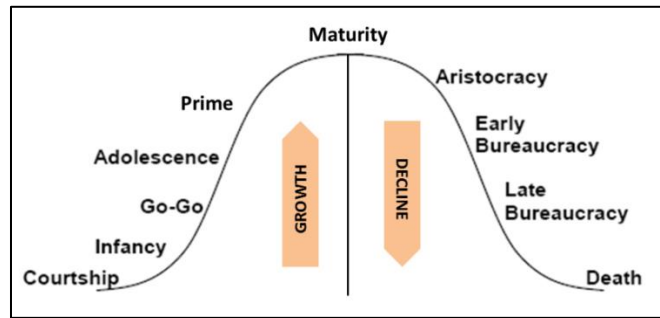 Maturity
Prime
Adolescence
Go-Go
Infancy
Courtship
GROWTH
DECLINE
Aristocracy
Early
Bureaucracy
Late
Bureaucracy
Death